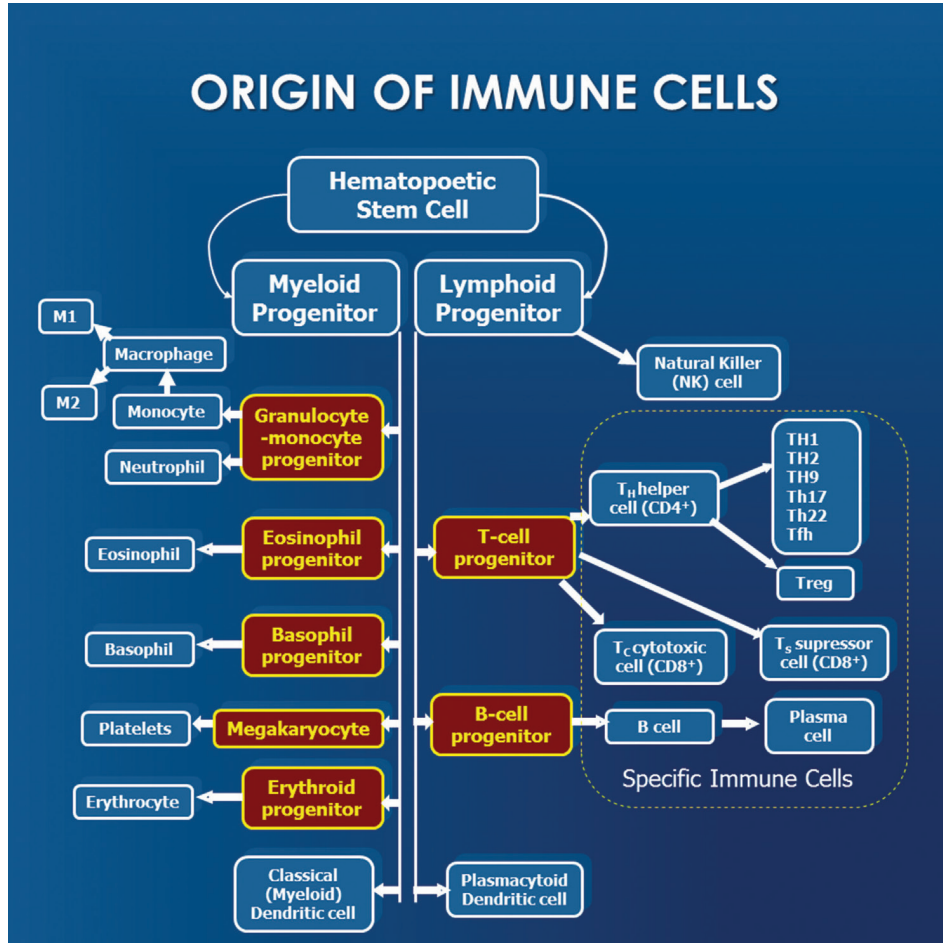 ORIGIN OF IMMUNE CELLS
Hematopoetic
Stem Cell
Myeloid
Progenitor
Lymphoid
Progenitor
M1
Macrophage
M2
Monocyte
Neutrophil
Granulocyte
-monocyte
progenitor
Natural Killer
(NK) cell
TH1
TH2
TH9
Th17
Th22
Tfh
TH helper
cell (CD4+)
Treg
Eosinophil
Eosinophil
progenitor
T-cell
progenitor
Basophil
Basophil
progenitor
TC cytotoxic
cell (CD8+)
TS supressor
cell (CD8+)
Platelets
Megakaryocyte
B-cell
progenitor
B cell
Plasma
cell
Specific Immune Cells
Erythrocyte
Erythroid
progenitor
Classical
(Myeloid)
Dendritic cell
Plasmacytoid
Dendritic cell